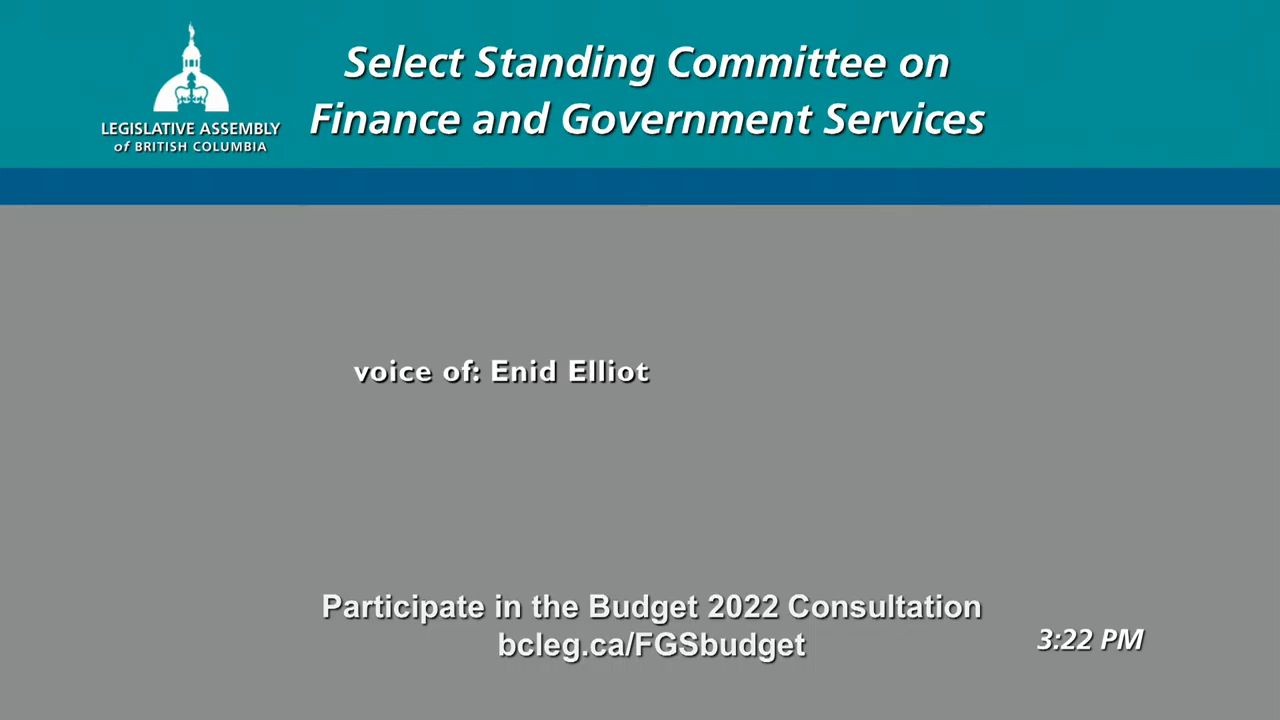 Select Standing Committee on
Finance and Government Services
LEGISLATIVE ASSEMBLY
of BRITISH COLUMBIA
voice of: Enid Elliot
Participate in the Budget 2022 Consultation
bcleg.ca/FGSbudget
3:22 PM